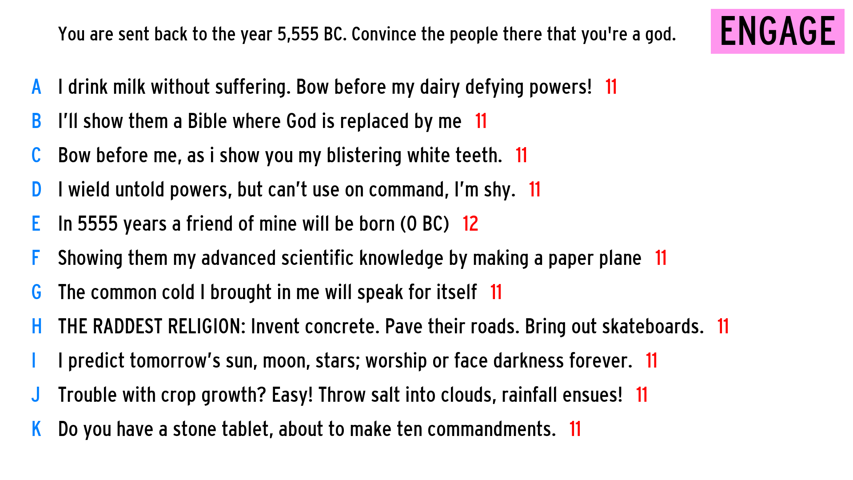 You are sent back to the year 5,555 BC. Convince the people there that you're a god.
ENGAGE
A I drink milk without suffering. Bow before my dairy defying powers! 11
B I'll show them a Bible where God is replaced by me 11
C Bow before me, as i show you my blistering white teeth. 11
D I wield untold powers, but can't use on command, I'm shy. 11
E In 5555 years a friend of mine will be born (0 BC) 12
F Showing them my advanced scientific knowledge by making a paper plane 11
G The common cold I brought in me will speak for itself 11
H THE RADDEST RELIGION: Invent concrete. Pave their roads. Bring out skateboards. 11
I I predict tomorrow's sun, moon, stars; worship or face darkness forever. 11
J Trouble with crop growth? Easy! Throw salt into clouds, rainfall ensues! 11
K Do you have a stone tablet, about to make ten commandments. 11